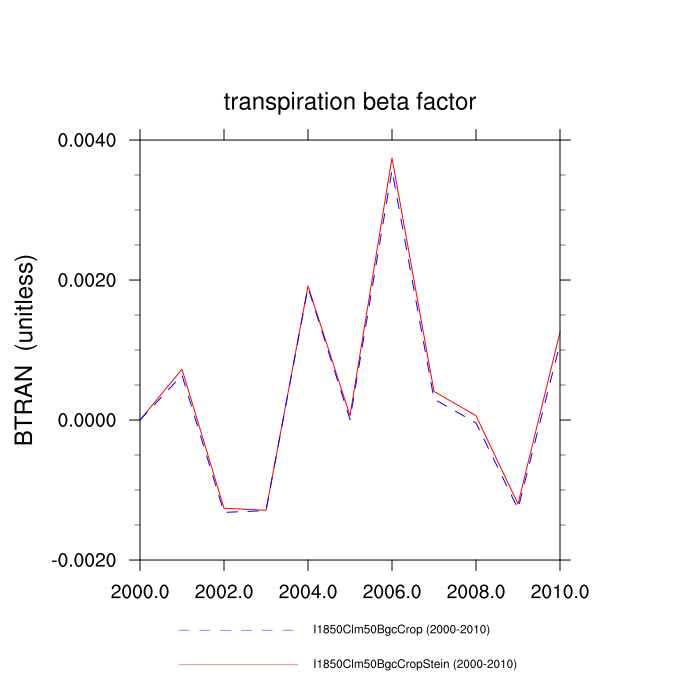 transpiration beta factor
BTRAN (unitless)
0.0040
0.0020
0.0000
-0.0020
2000.0 2002.0 2004.0 2006.0 2008.0 2010.0
I1850Clm50BgcCrop (2000-2010)
I1850Clm50BgcCropStein (2000-2010)